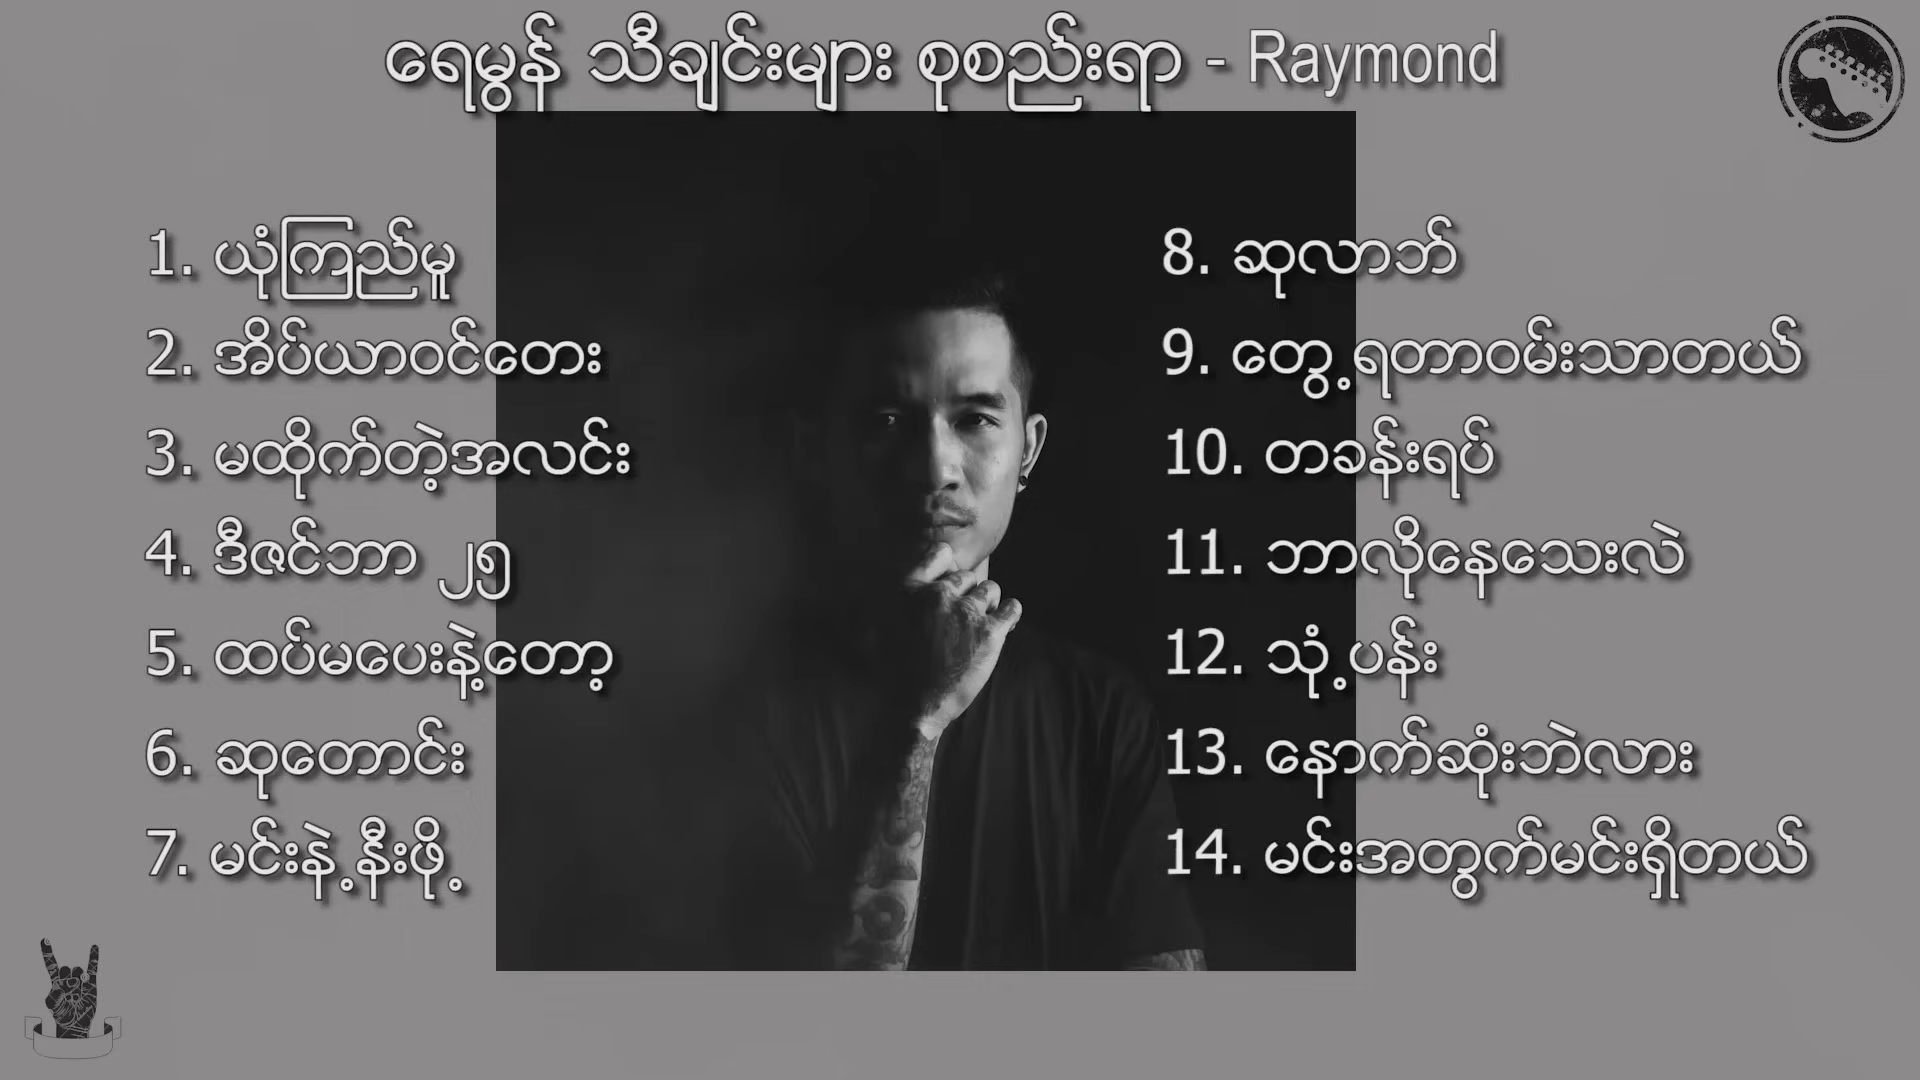 ရေမွန် သီချင်းများ စုစည်းရာ - Raymond
1. ယုံကြည်မှု
2. အိပ်ယာဝင်တေး
3. မထိုက်တဲ့အလင်း
4. ဒီဇင်ဘာ ၂၅
5. ထပ်မပေးနဲ့တော့
6. ဆုတောင်း
7. မင်းနဲ့နီးဖို့
8. ဆုလာဘ်
9. တွေ့ရတာဝမ်းသာတယ်
10. တခန်းရပ်
11. ဘာလိုနေသေးလဲ
12. သုံ့ပန်း
13. နောက်ဆုံးဘဲလား
14. မင်းအတွက်မင်းရှိတယ်